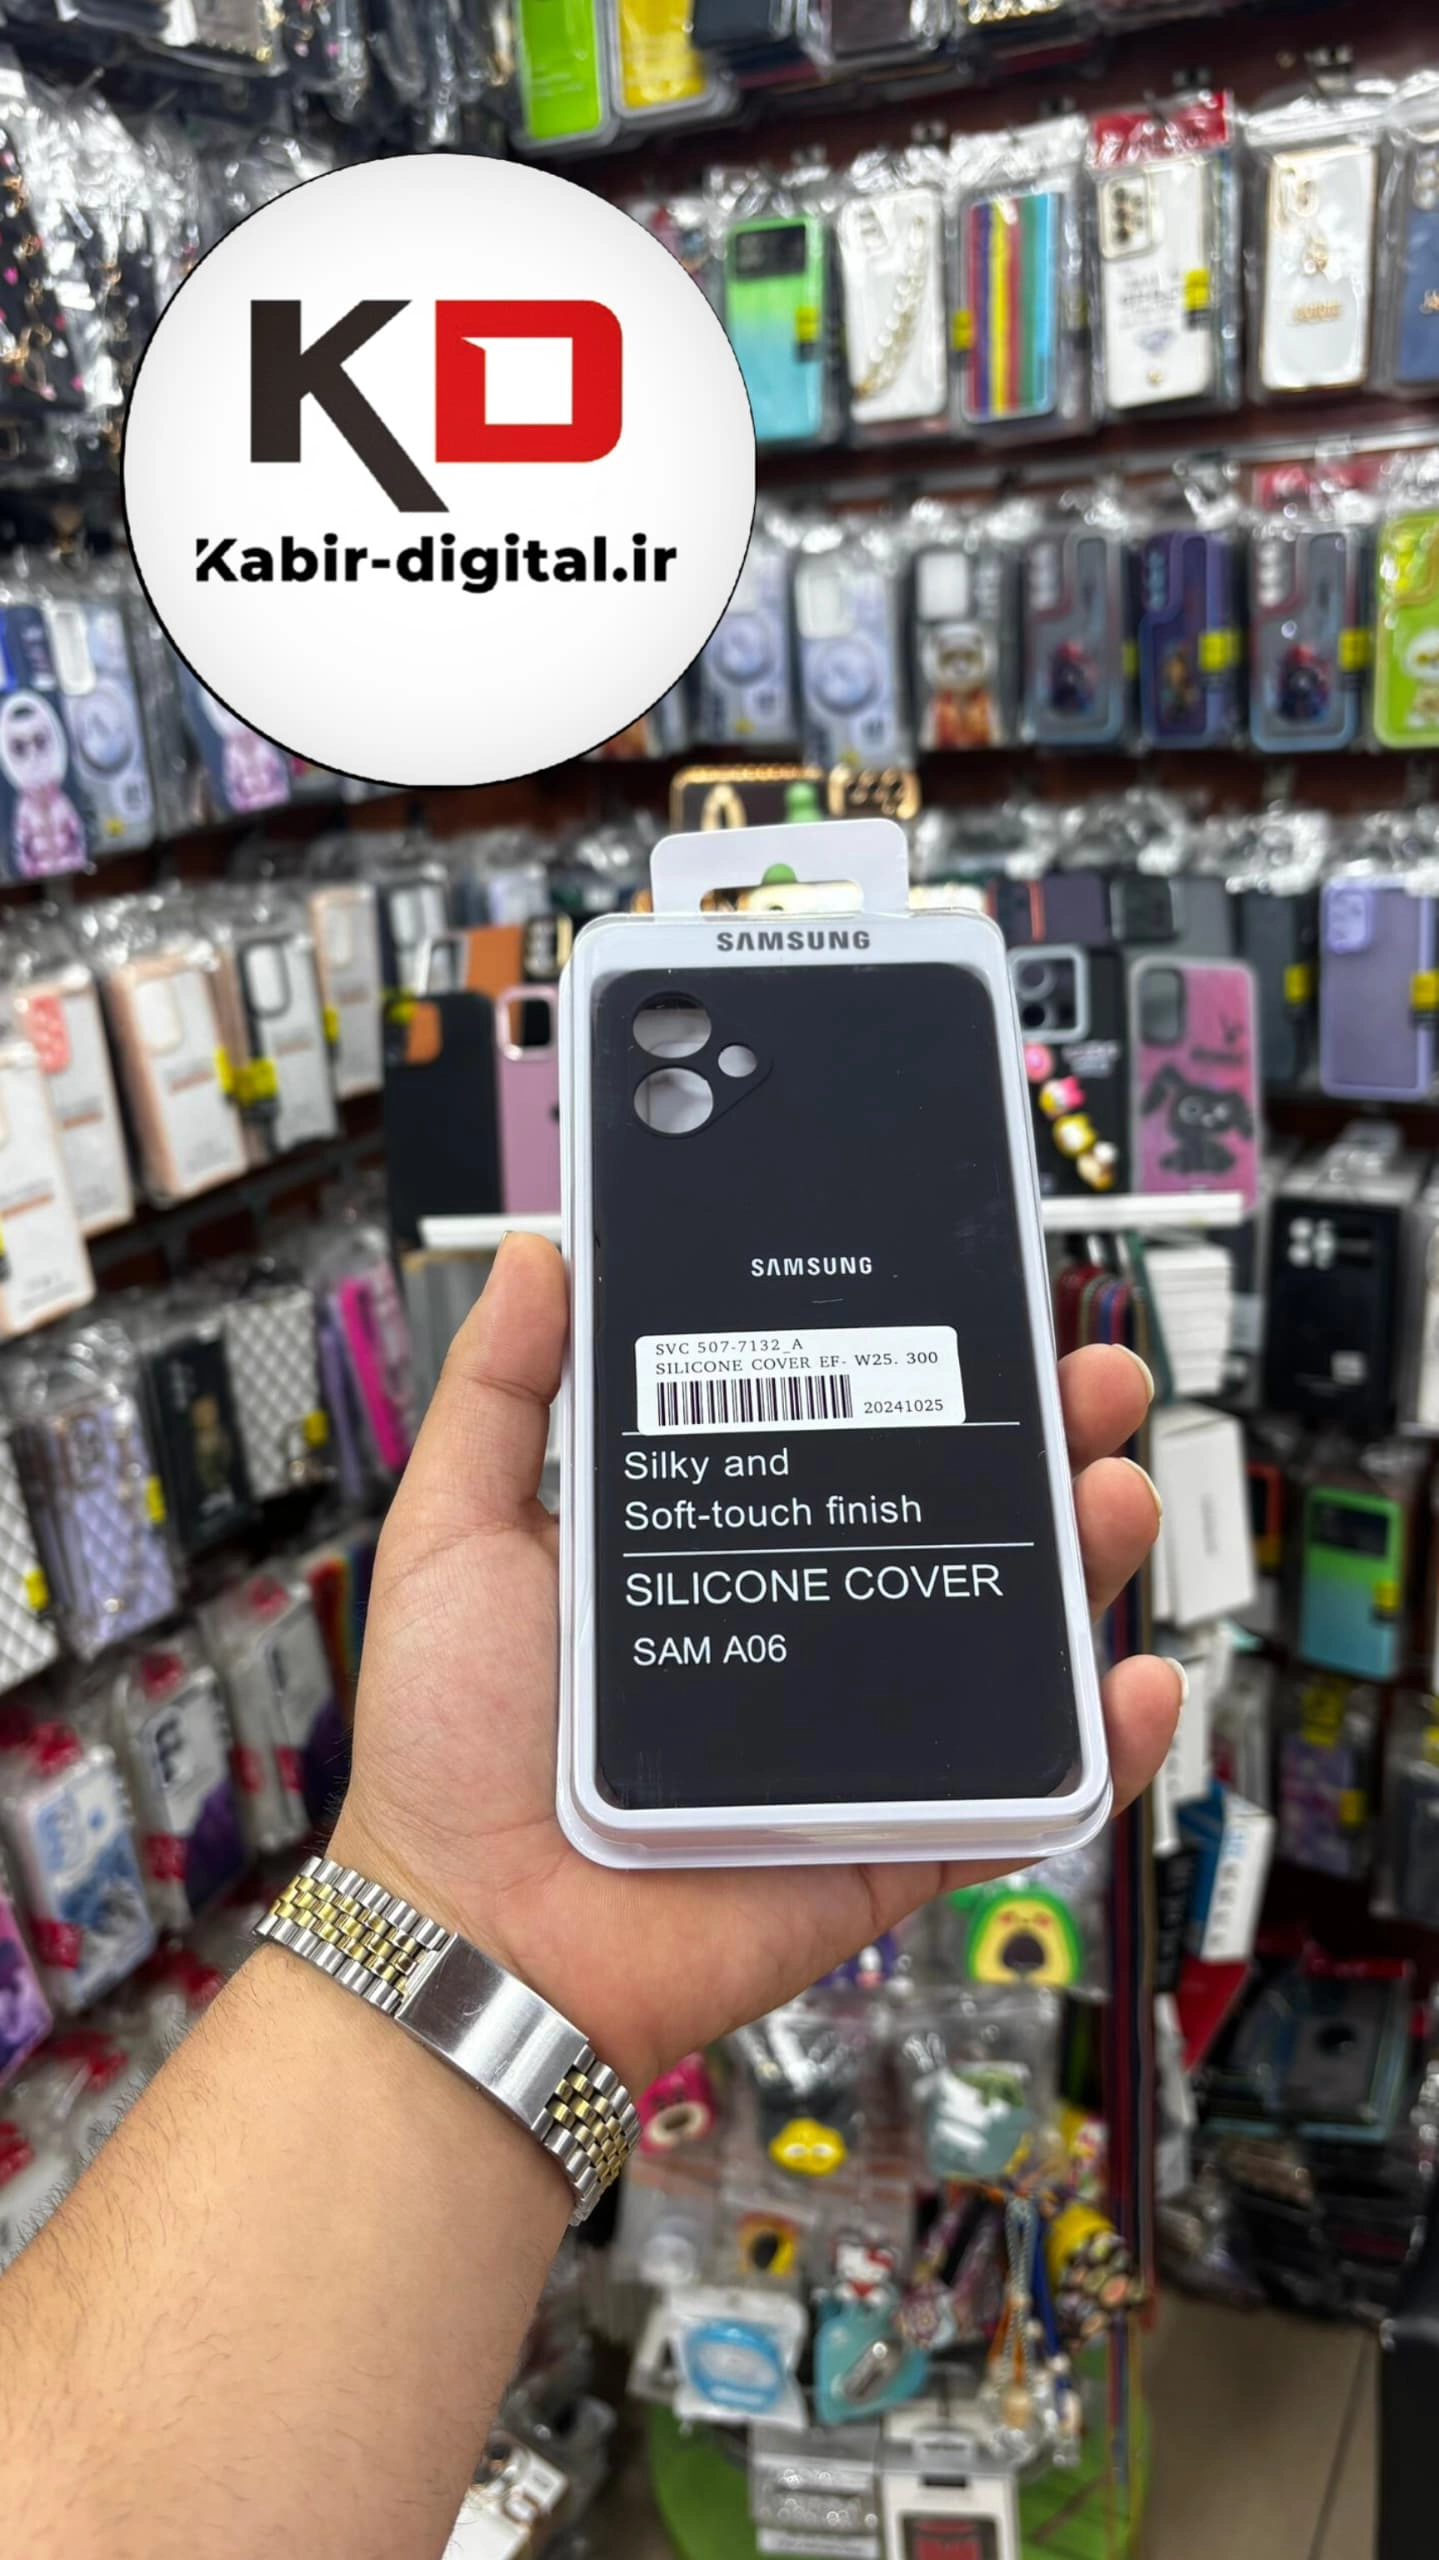 KD
Kabir-digital.ir
SAMSUNG
SAMSUNG
SVC 507-7132_A
SILICONE COVER EF- W25. 300
20241025
Silky and
Soft-touch finish
SILICONE COVER
SAM A06